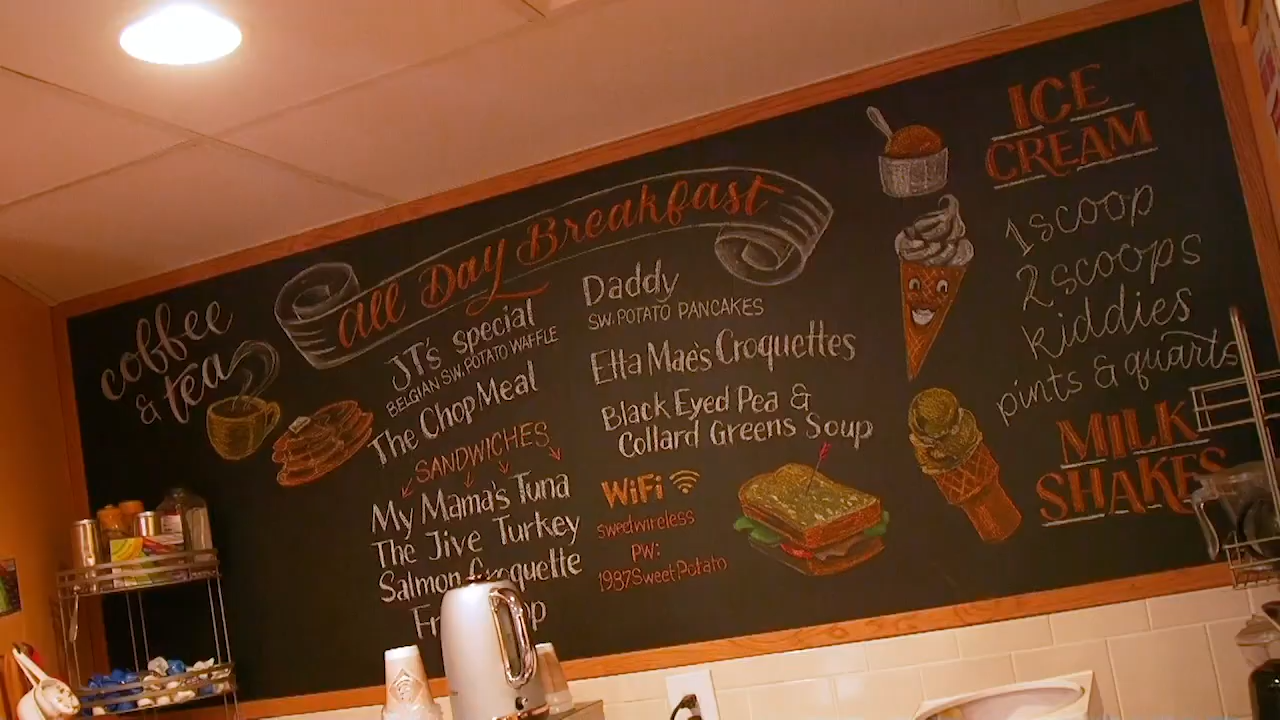 coffee
& tea
all Day Breakfast
JT's special
BELGIAN SW.POTATO WAFFLE
The Chop Meal
SANDWICHES
My Mama's Tuna
The Jive Turkey
Salmon Croquette
Daddy
SW.POTATO PANCAKES
Etta Mae's Croquettes
Black Eyed Pea &
Collard Greens Soup
WiFi
sweetwireless
PW:
1987SweetPotato
ICE
CREAM
1 scoop
2 scoops
kiddies
pints & quarts
MILK
SHAKES